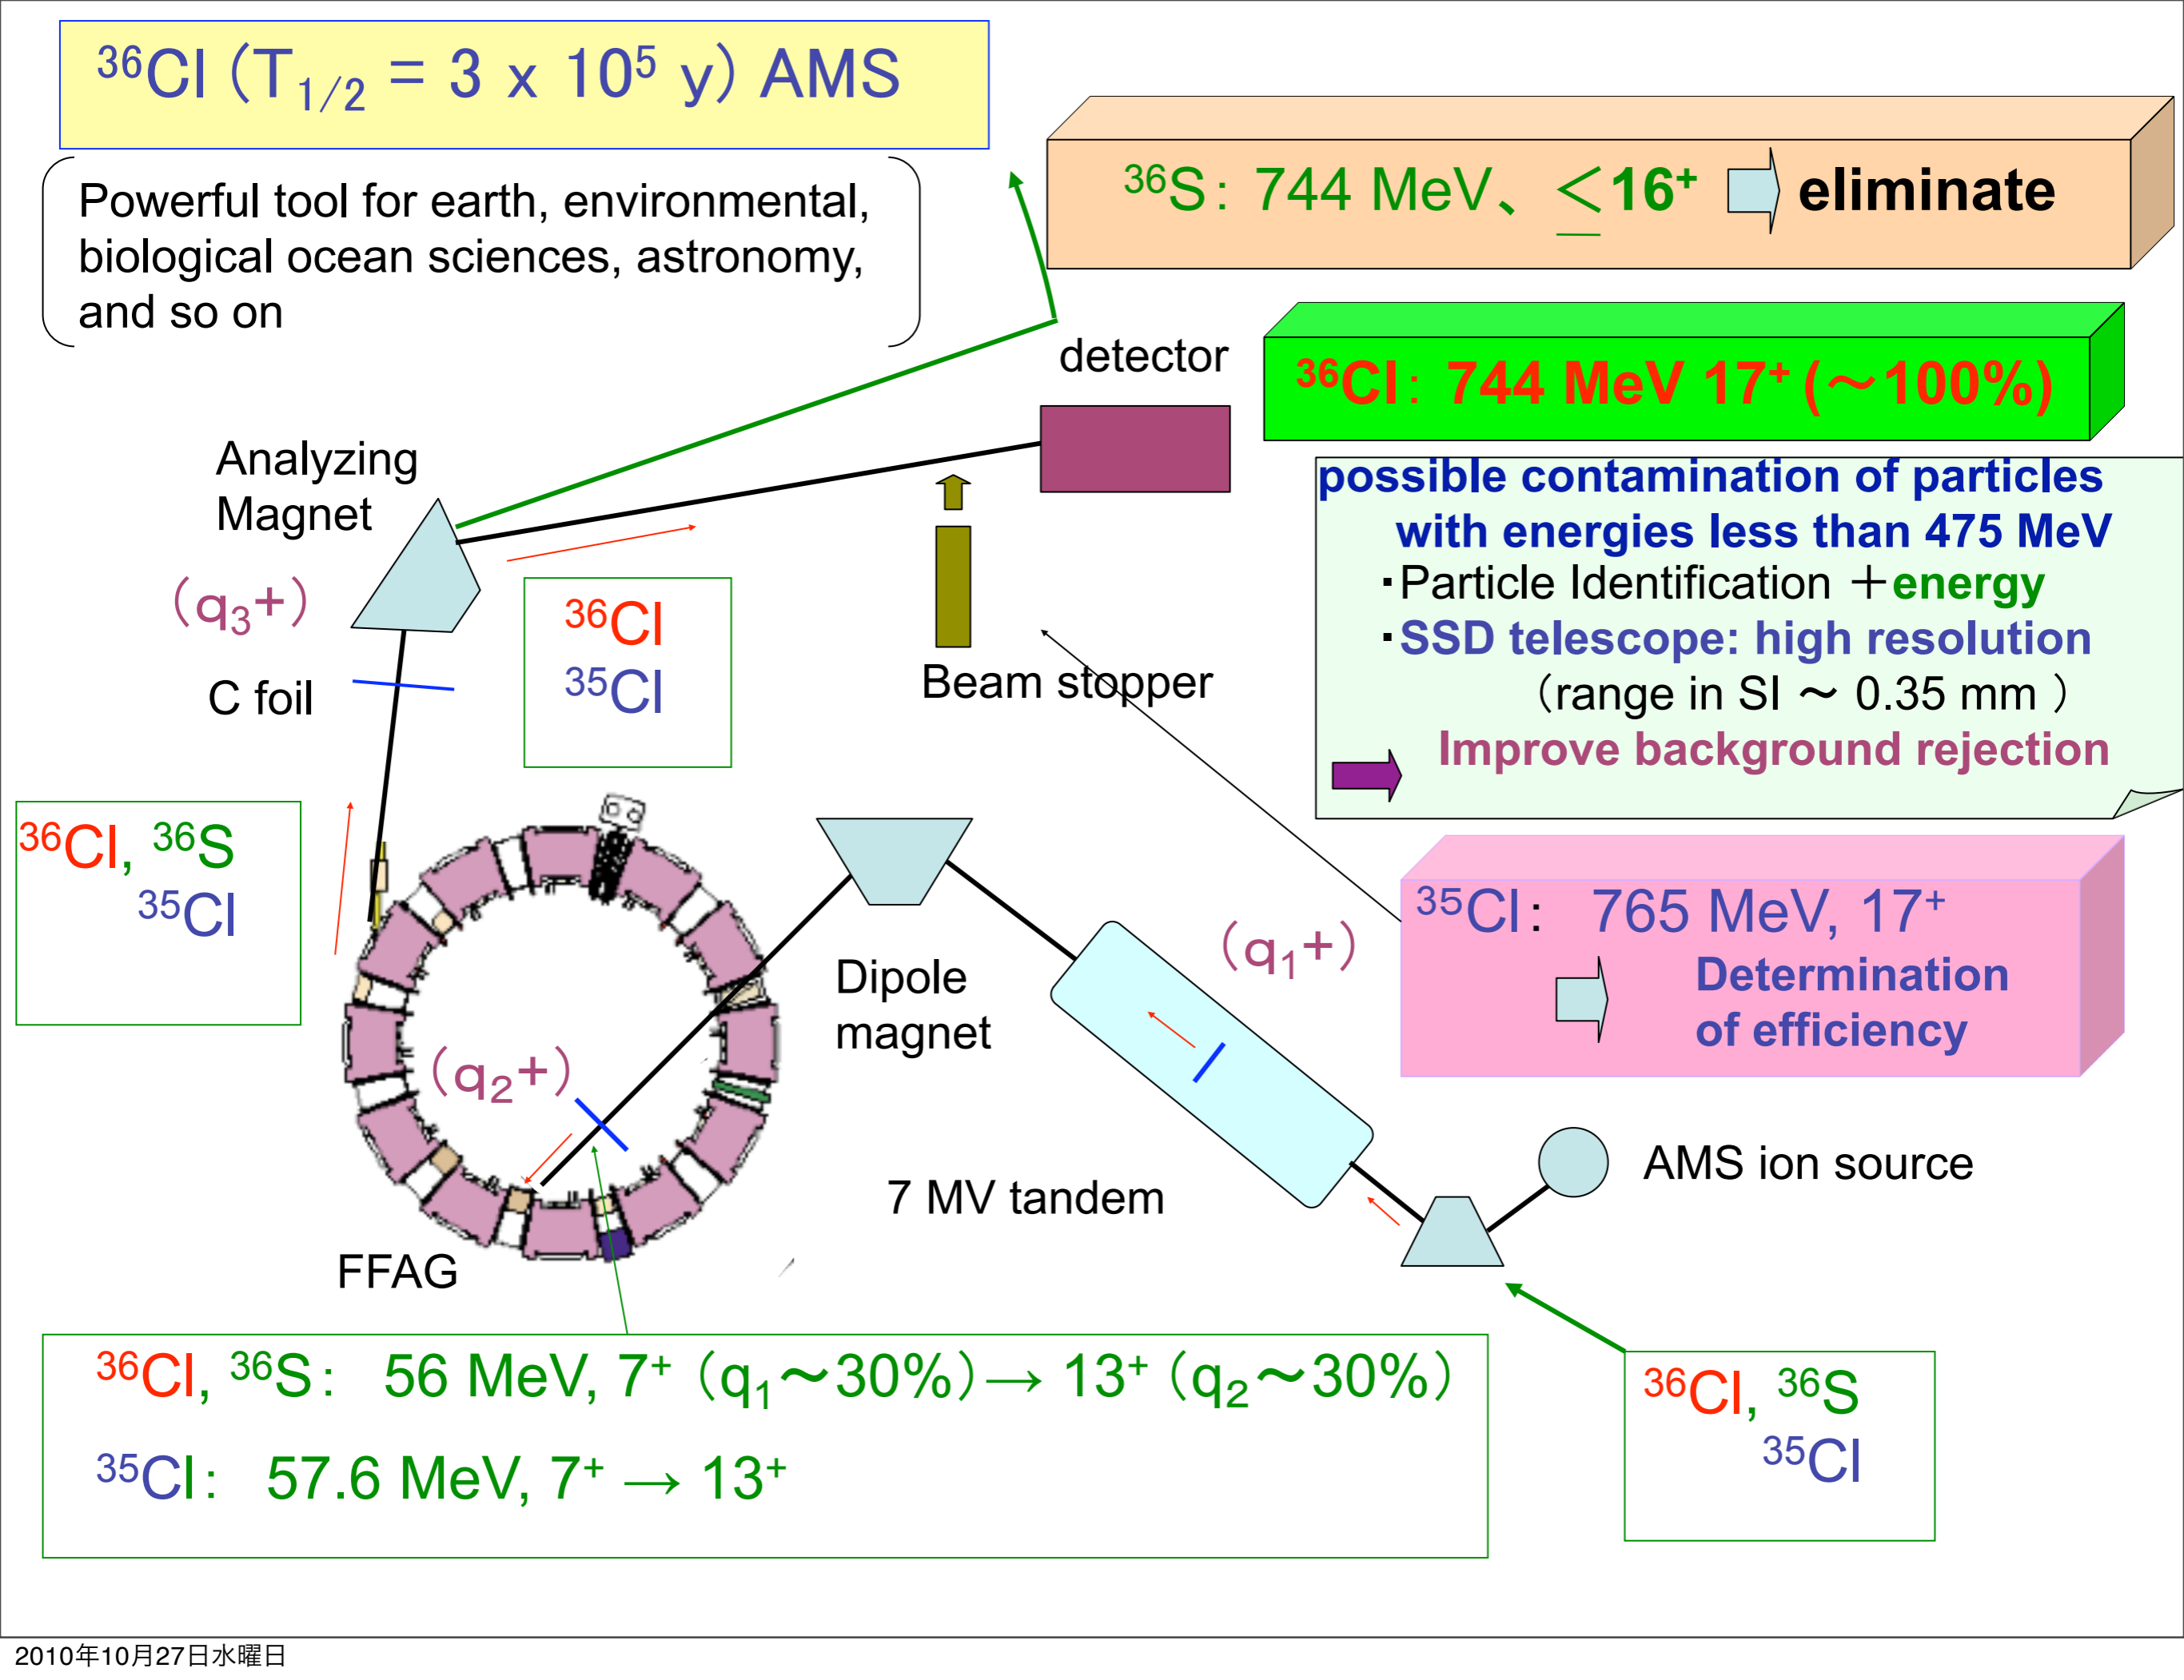 ³⁶Cl (T₁/₂ = 3 x 10⁵ y) AMS
Powerful tool for earth, environmental,
biological ocean sciences, astronomy,
and so on
³⁶S: 744 MeV、≤16⁺ eliminate
detector
³⁶Cl: 744 MeV 17⁺ (～100%)
possible contamination of particles
with energies less than 475 MeV
・Particle Identification ＋energy
・SSD telescope: high resolution
（range in SI ～ 0.35 mm ）
Improve background rejection
Analyzing
Magnet
（q₃+）
C foil
³⁶Cl
³⁵Cl
Beam stopper
³⁶Cl, ³⁶S
³⁵Cl
³⁵Cl: 765 MeV, 17⁺
Determination
of efficiency
（q₁+）
Dipole
magnet
（q₂+）
7 MV tandem
AMS ion source
FFAG
³⁶Cl, ³⁶S: 56 MeV, 7⁺（q₁～30%）→ 13⁺（q₂～30%）
³⁵Cl: 57.6 MeV, 7⁺ → 13⁺
³⁶Cl, ³⁶S
³⁵Cl
2010年10月27日水曜日